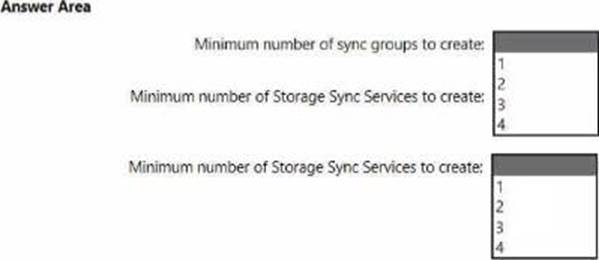 Answer Area
Minimum number of sync groups to create:
1
2
Minimum number of Storage Sync Services to create:
3
4
Minimum number of Storage Sync Services to create:
1
2
3
4